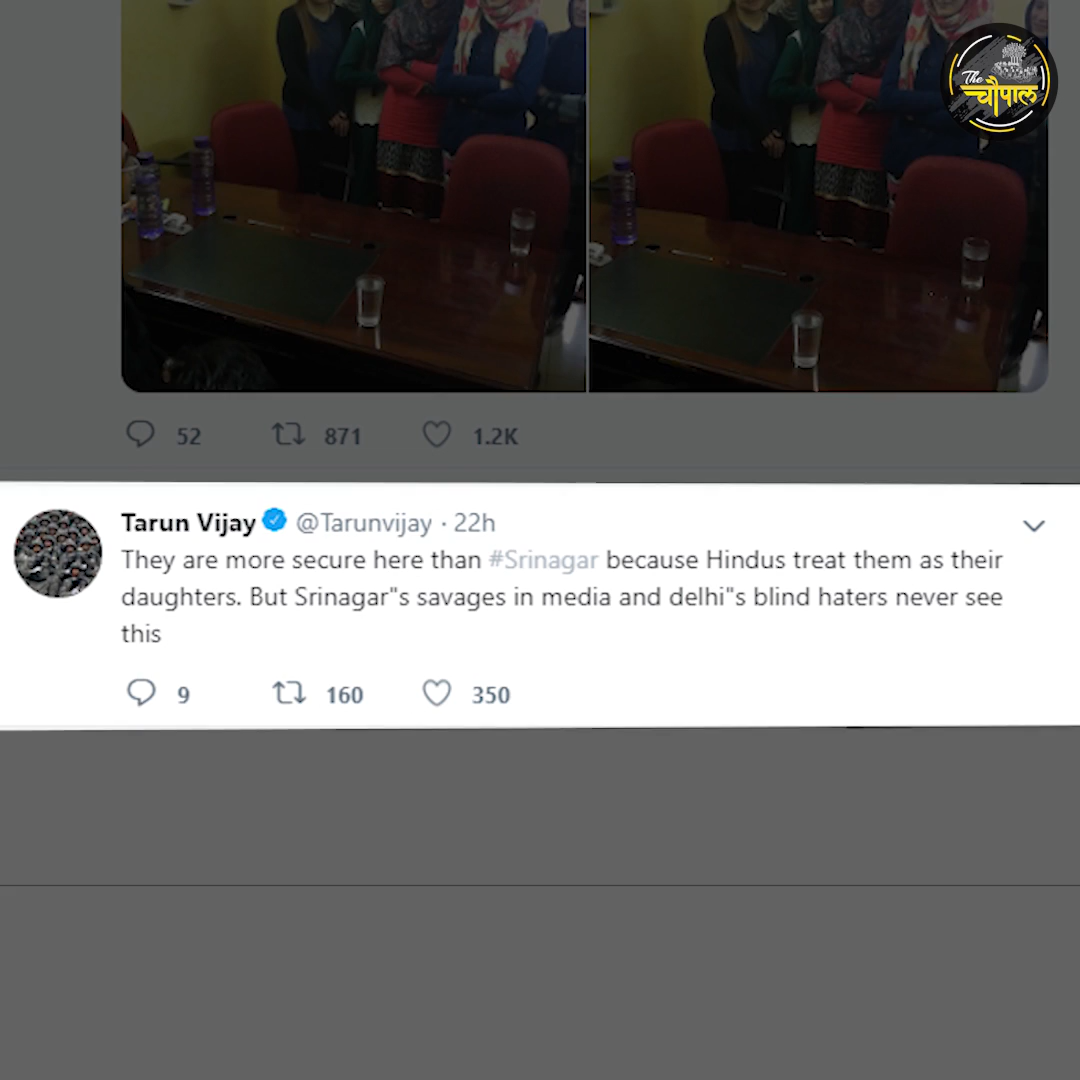 The
चौपाल
52 871 1.2K
Tarun Vijay @Tarunvijay · 22h
They are more secure here than #Srinagar because Hindus treat them as their
daughters. But Srinagar"s savages in media and delhi"s blind haters never see
this
9 160 350